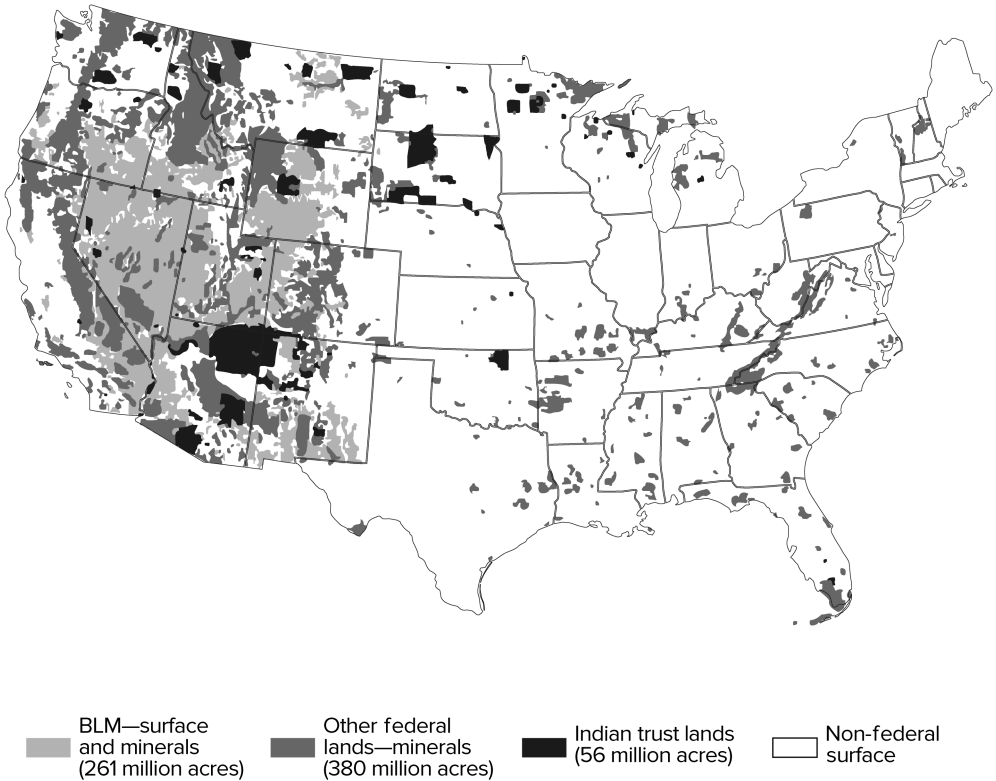 BLM—surface
and minerals
(261 million acres)
Other federal
lands—minerals
(380 million acres)
Indian trust lands
(56 million acres)
Non-federal
surface